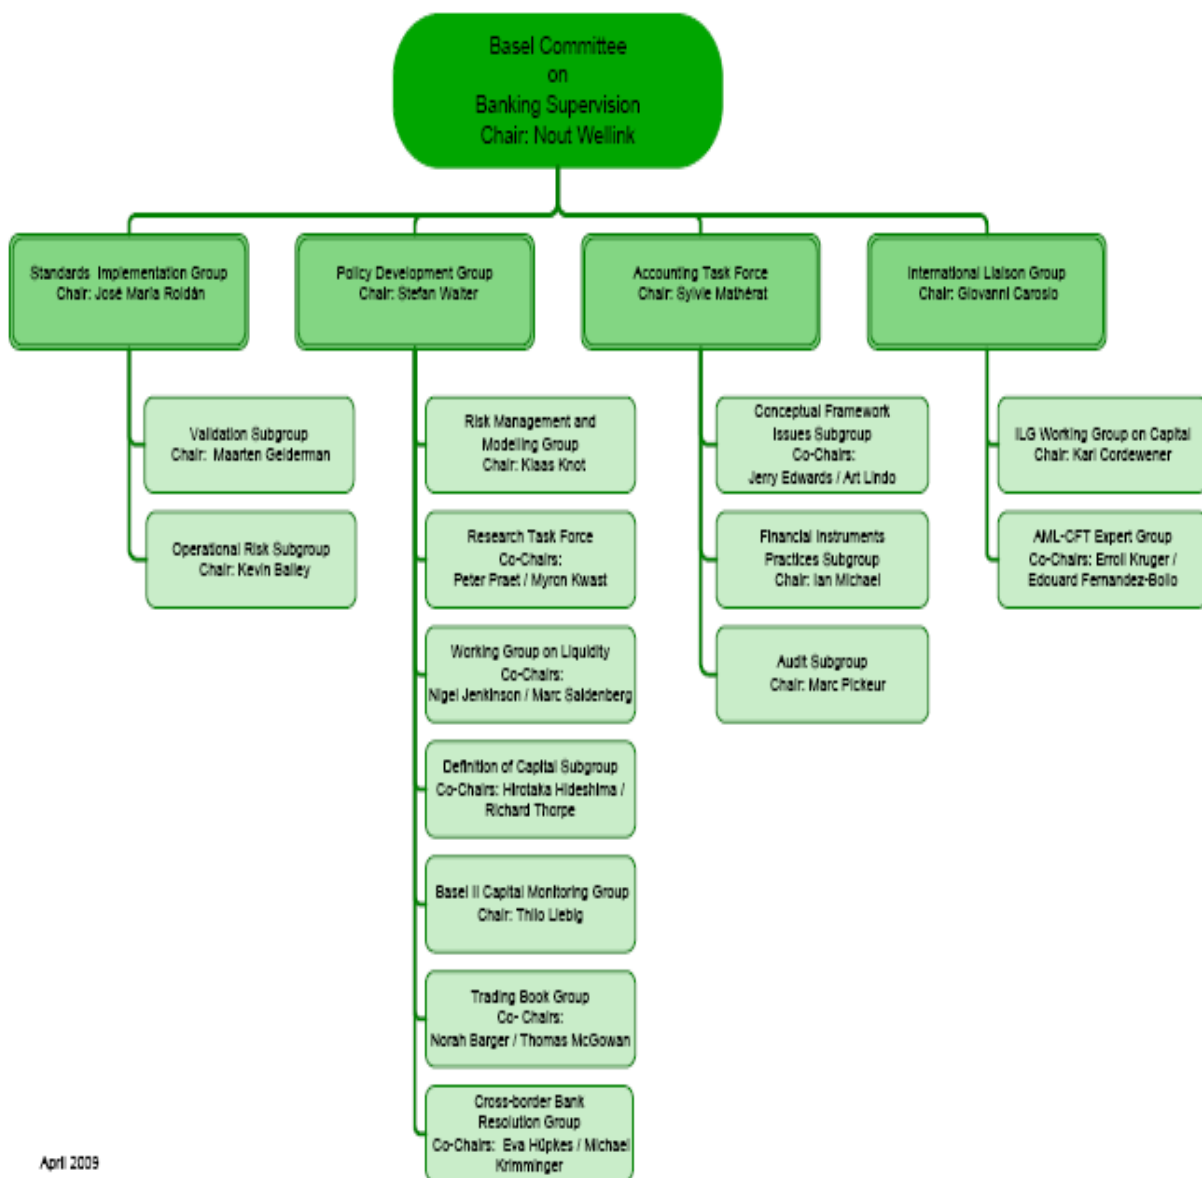 Basel Committee
on
Banking Supervision
Chair: Nout Wellink
Standards Implementation Group
Chair: José María Roldán
Policy Development Group
Chair: Stefan Walter
Accounting Task Force
Chair: Sylvie Mathérat
International Liaison Group
Chair: Giovanni Carosio
Validation Subgroup
Chair: Maarten Gelderman
Operational Risk Subgroup
Chair: Kevin Bailey
Risk Management and
Modelling Group
Chair: Klaas Knot
Research Task Force
Co-Chairs:
Peter Praet / Myron Kwast
Working Group on Liquidity
Co-Chairs:
Nigel Jenkinson / Marc Saidenberg
Definition of Capital Subgroup
Co-Chairs: Hirotaka Hideshima /
Richard Thorpe
Basel II Capital Monitoring Group
Chair: Thilo Liebig
Trading Book Group
Co- Chairs:
Norah Barger / Thomas McGowan
Cross-border Bank
Resolution Group
Co-Chairs: Eva Hüpkes / Michael
Krimminger
Conceptual Framework
Issues Subgroup
Co-Chairs:
Jerry Edwards / Art Lindo
Financial Instruments
Practices Subgroup
Chair: Ian Michael
Audit Subgroup
Chair: Marc Pickeur
ILG Working Group on Capital
Chair: Karl Cordewener
AML-CFT Expert Group
Co-Chairs: Errol Kruger /
Edouard Fernandez-Bollo
April 2009